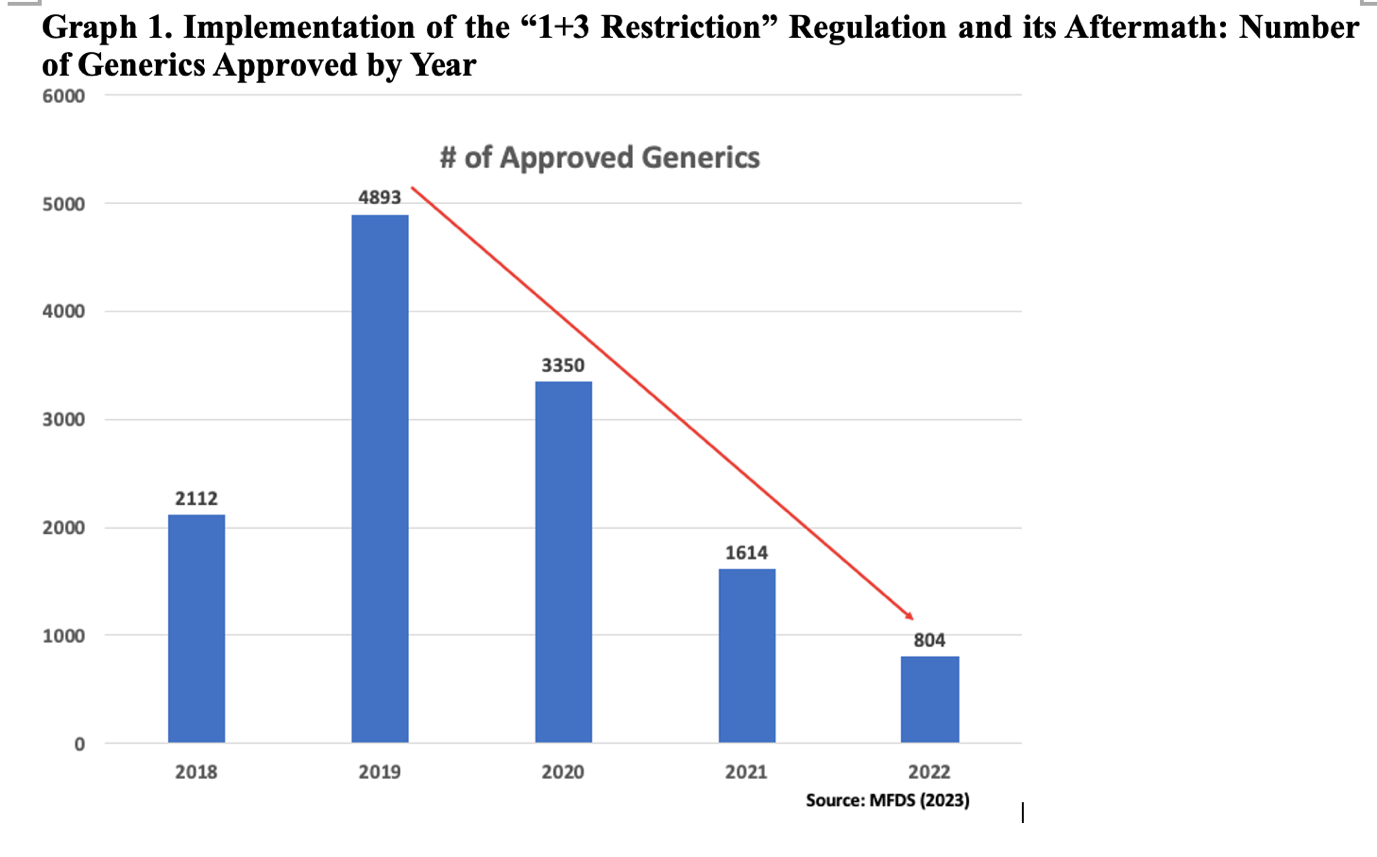 Graph 1. Implementation of the “1+3 Restriction” Regulation and its Aftermath: Number
of Generics Approved by Year
6000
# of Approved Generics
5000
4893
4000
3350
3000
2112
2000
1614
1000
804
0
2018 2019 2020 2021 2022
Source: MFDS (2023)